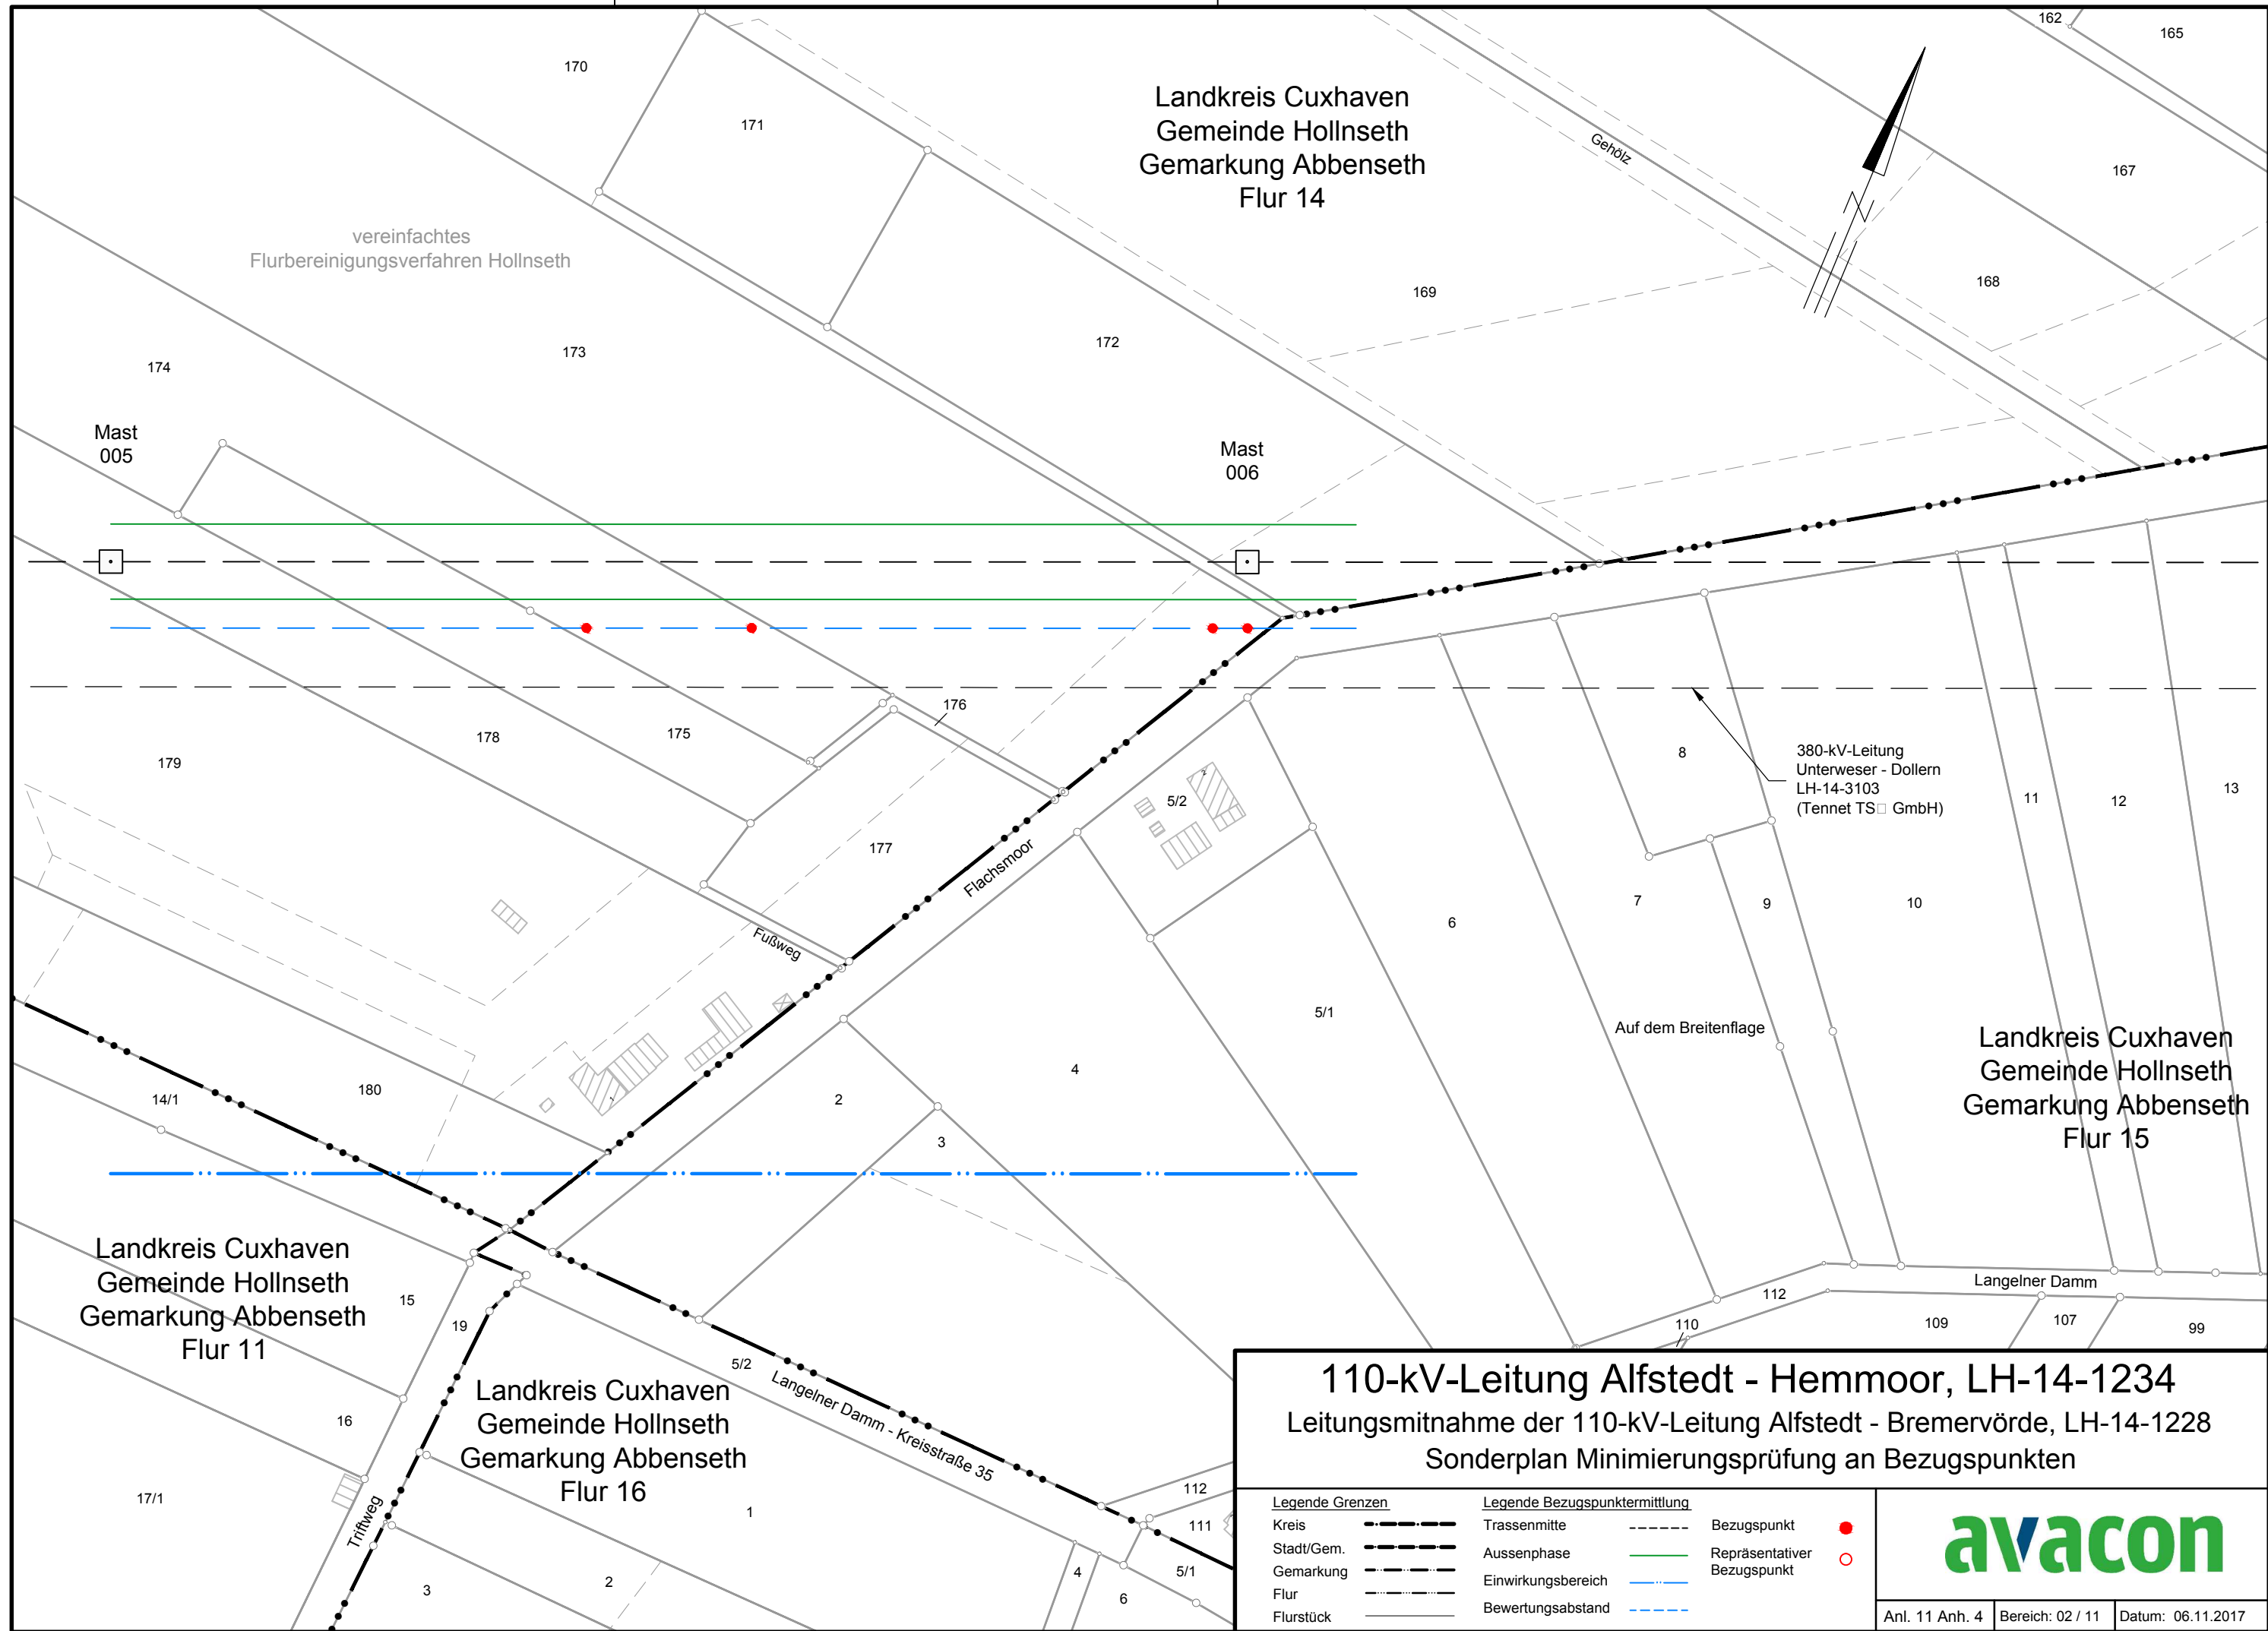 162
165
170
171
Landkreis Cuxhaven
Gemeinde Hollnseth
Gemarkung Abbenseth
Flur 14
Gehölz
167
vereinfachtes
Flurbereinigungsverfahren Hollnseth
168
169
172
173
174
Mast
005
Mast
006
176
175
178
179
8
380-kV-Leitung
Unterweser - Dollern
LH-14-3103
(Tennet TS□ GmbH)
5/2
11
12
13
177
Flachsmoor
7
9
10
6
Fußweg
5/1
Auf dem Breitenflage
Landkreis Cuxhaven
Gemeinde Hollnseth
Gemarkung Abbenseth
Flur 15
4
180
14/1
2
3
Landkreis Cuxhaven
Gemeinde Hollnseth
Gemarkung Abbenseth
Flur 11
15
19
Langelner Damm
112
110
109
107
99
5/2
Langelner Damm - Kreisstraße 35
Landkreis Cuxhaven
Gemeinde Hollnseth
Gemarkung Abbenseth
Flur 16
16
17/1
Triftweg
1
112
111
5/1
4
6
3
2
110-kV-Leitung Alfstedt - Hemmoor, LH-14-1234
Leitungsmitnahme der 110-kV-Leitung Alfstedt - Bremervörde, LH-14-1228
Sonderplan Minimierungsprüfung an Bezugspunkten
Legende Grenzen
Kreis
Stadt/Gem.
Gemarkung
Flur
Flurstück
Legende Bezugspunktermittlung
Trassenmitte
Aussenphase
Einwirkungsbereich
Bewertungsabstand
Bezugspunkt
Repräsentativer
Bezugspunkt
avacon
Anl. 11 Anh. 4
Bereich: 02 / 11
Datum: 06.11.2017